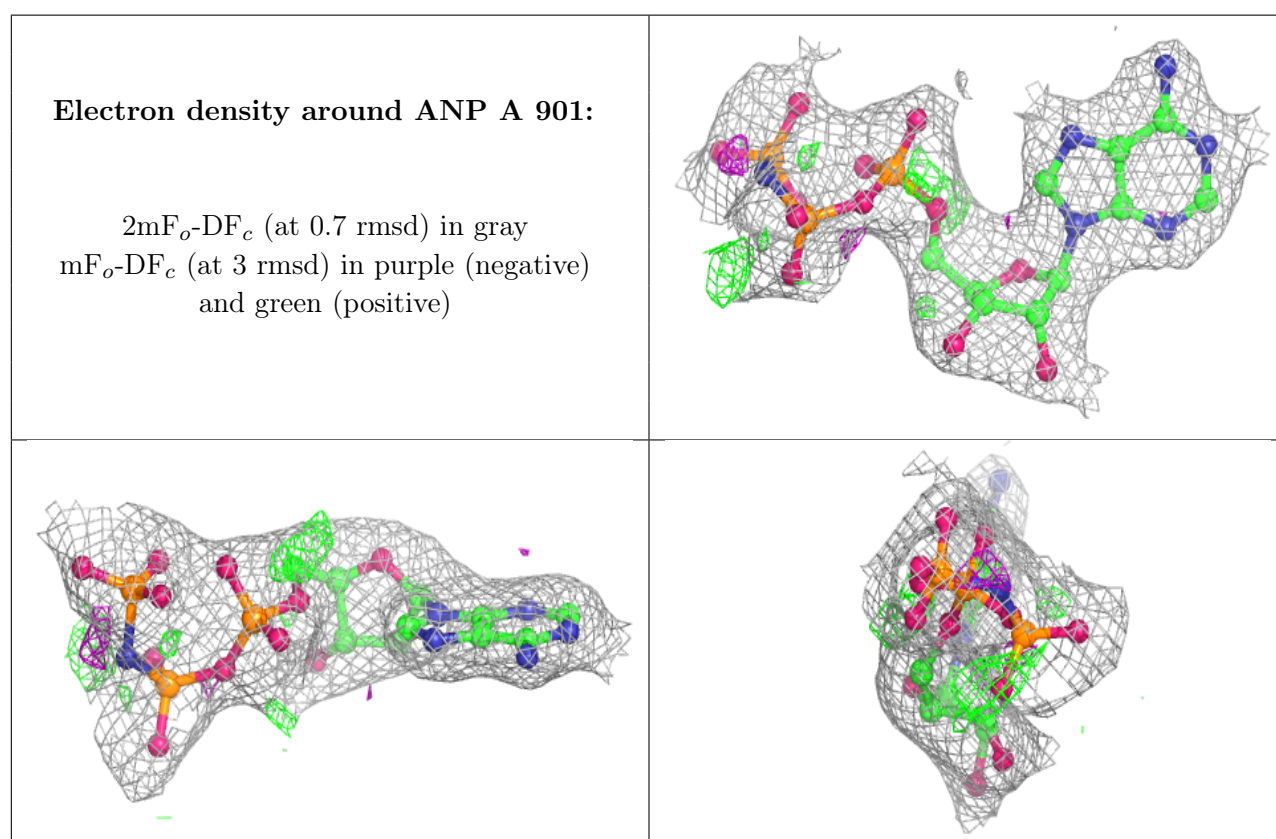 Electron density around ANP A 901:
2mFo-DFc (at 0.7 rmsd) in gray
mFo-DFc (at 3 rmsd) in purple (negative)
and green (positive)